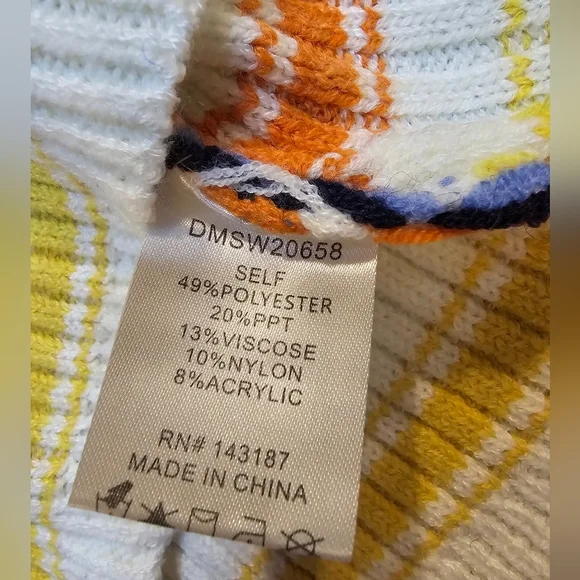 DMSW20658
SELF
49%POLYESTER
20%PPT
13%VISCOSE
10%NYLON
8%ACRYLIC
RN# 143187
MADE IN CHINA